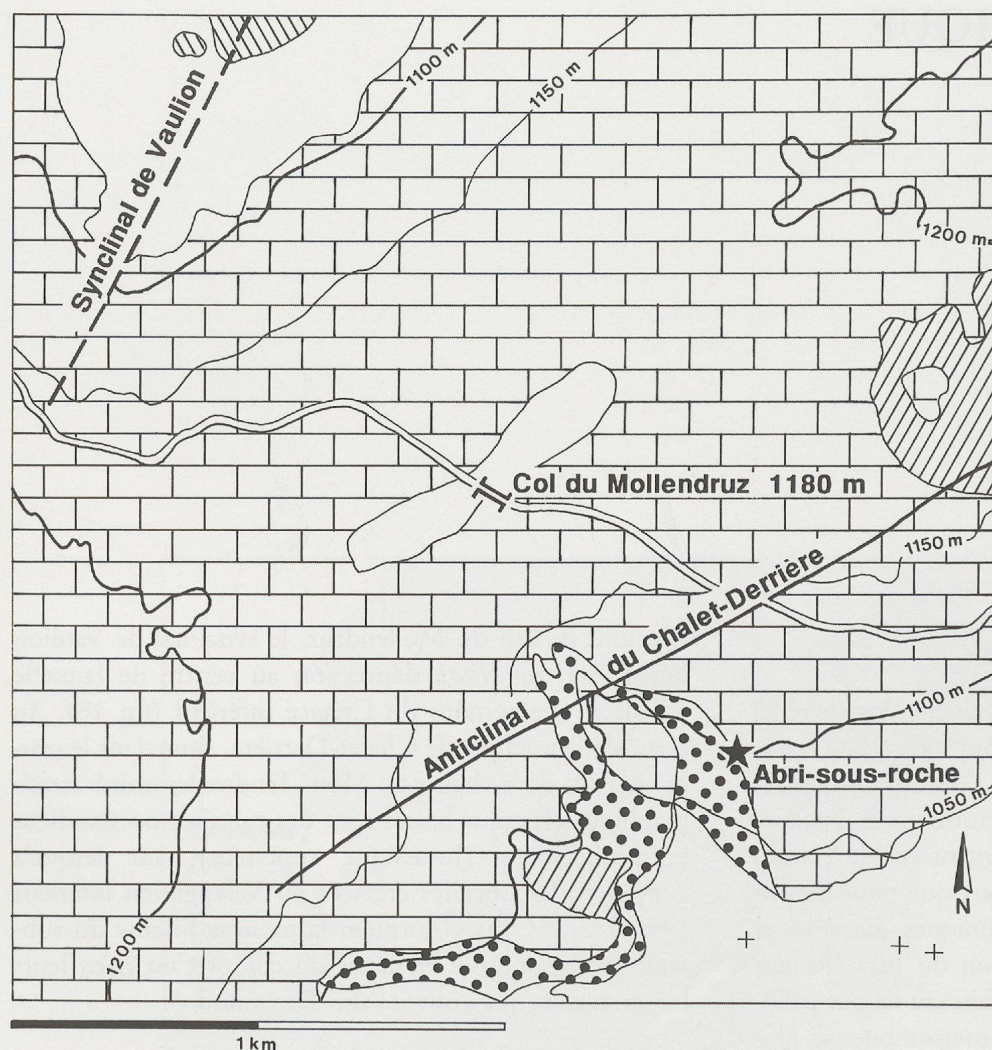 1100 m
1150 m
Synclinal de Vaulion
1200 m
Col du Mollendruz 1180 m
1150 m
Anticlinal du Chalet-Derrière
1100 m
Abri-sous-roche
1050 m
N
1200 m
1 km